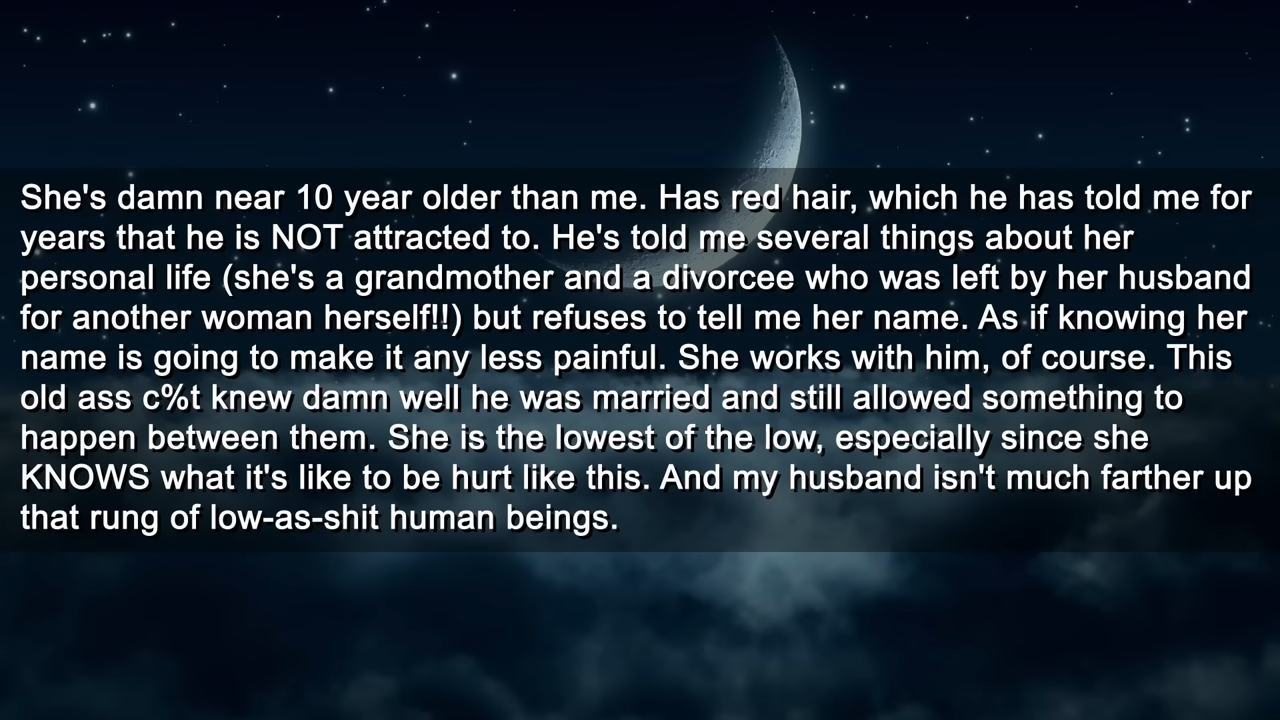 She's damn near 10 year older than me. Has red hair, which he has told me for
years that he is NOT attracted to. He's told me several things about her
personal life (she's a grandmother and a divorcee who was left by her husband
for another woman herself!!) but refuses to tell me her name. As if knowing her
name is going to make it any less painful. She works with him, of course. This
old ass c%t knew damn well he was married and still allowed something to
happen between them. She is the lowest of the low, especially since she
KNOWS what it's like to be hurt like this. And my husband isn't much farther up
that rung of low-as-shit human beings.